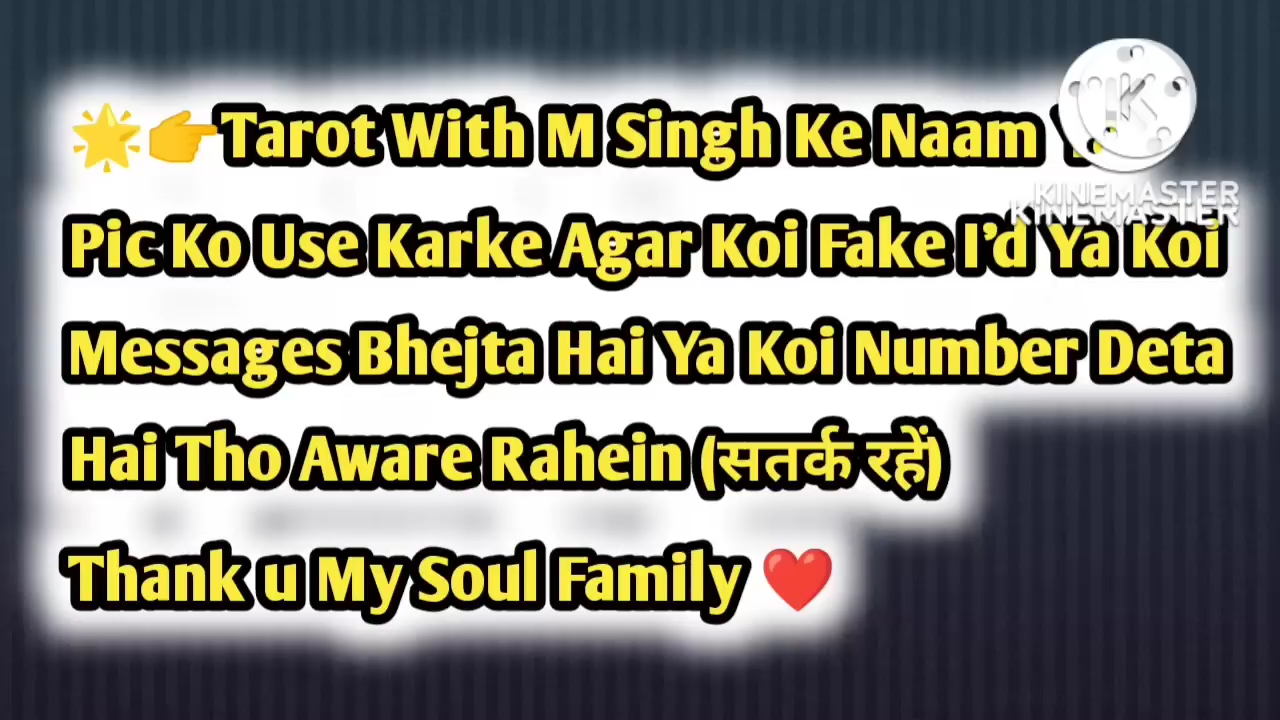 🌟👉Tarot With M Singh Ke Naam
Pic Ko Use Karke Agar Koi Fake I’d Ya Koi
Messages Bhejta Hai Ya Koi Number Deta
Hai Tho Aware Rahein (सतर्क रहें)
Thank u My Soul Family ❤️
K
KINEMASTER
KINEMASTER